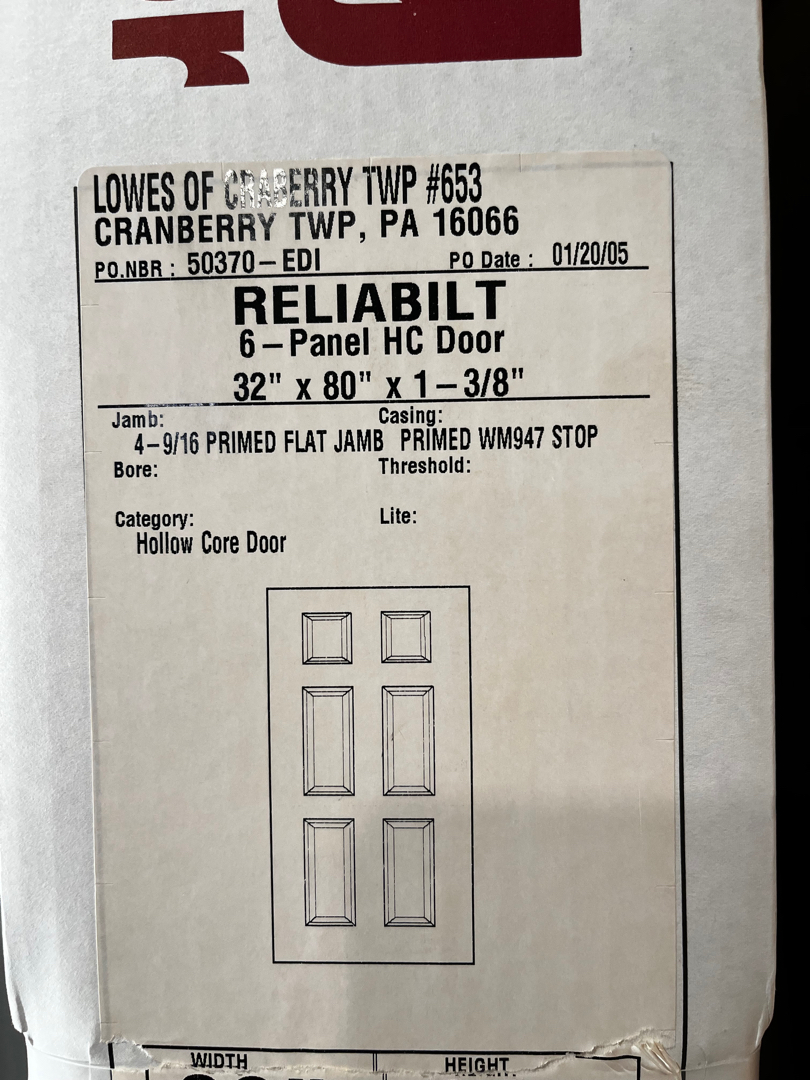 LOWES OF CRABERRY TWP #653
CRANBERRY TWP, PA 16066
PO.NBR : 50370-EDI PO Date : 01/20/05
RELIABILT
6-Panel HC Door
32" x 80" x 1-3/8"
Jamb: Casing:
4-9/16 PRIMED FLAT JAMB PRIMED WM947 STOP
Bore: Threshold:
Category: Lite:
Hollow Core Door
WIDTH HEIGHT